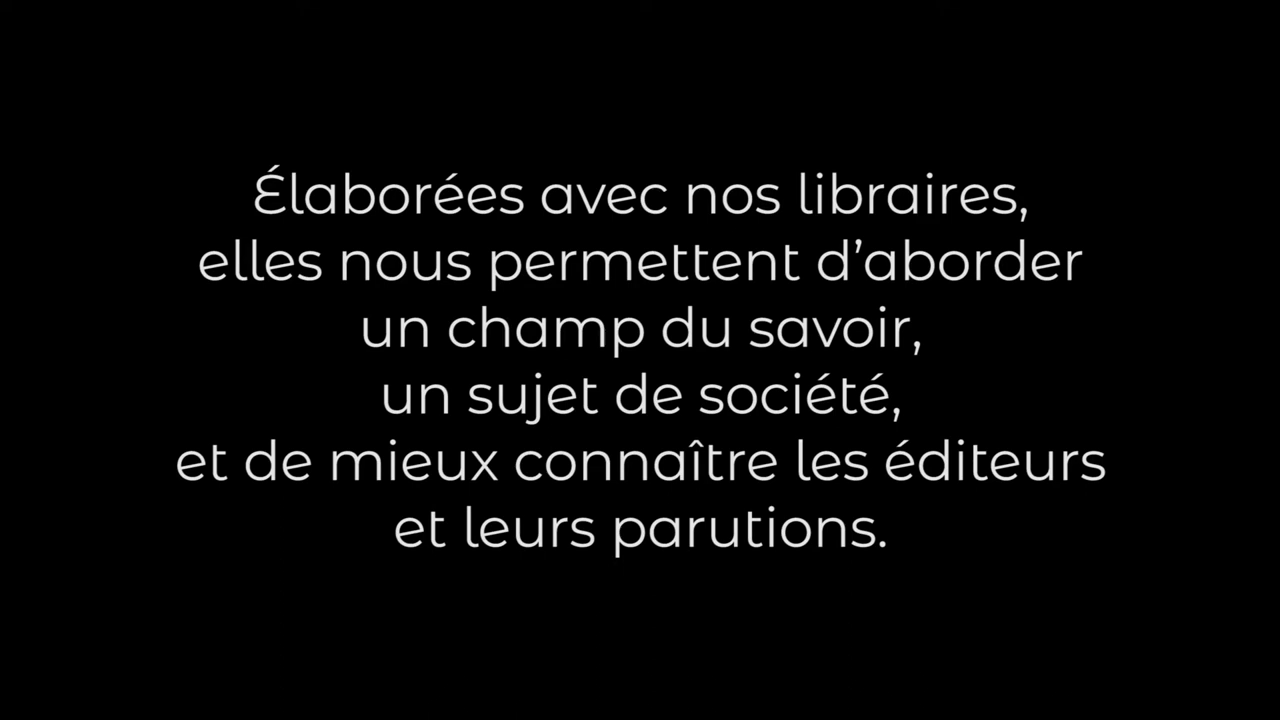 Élaborées avec nos libraires,
elles nous permettent d’aborder
un champ du savoir,
un sujet de société,
et de mieux connaître les éditeurs
et leurs parutions.